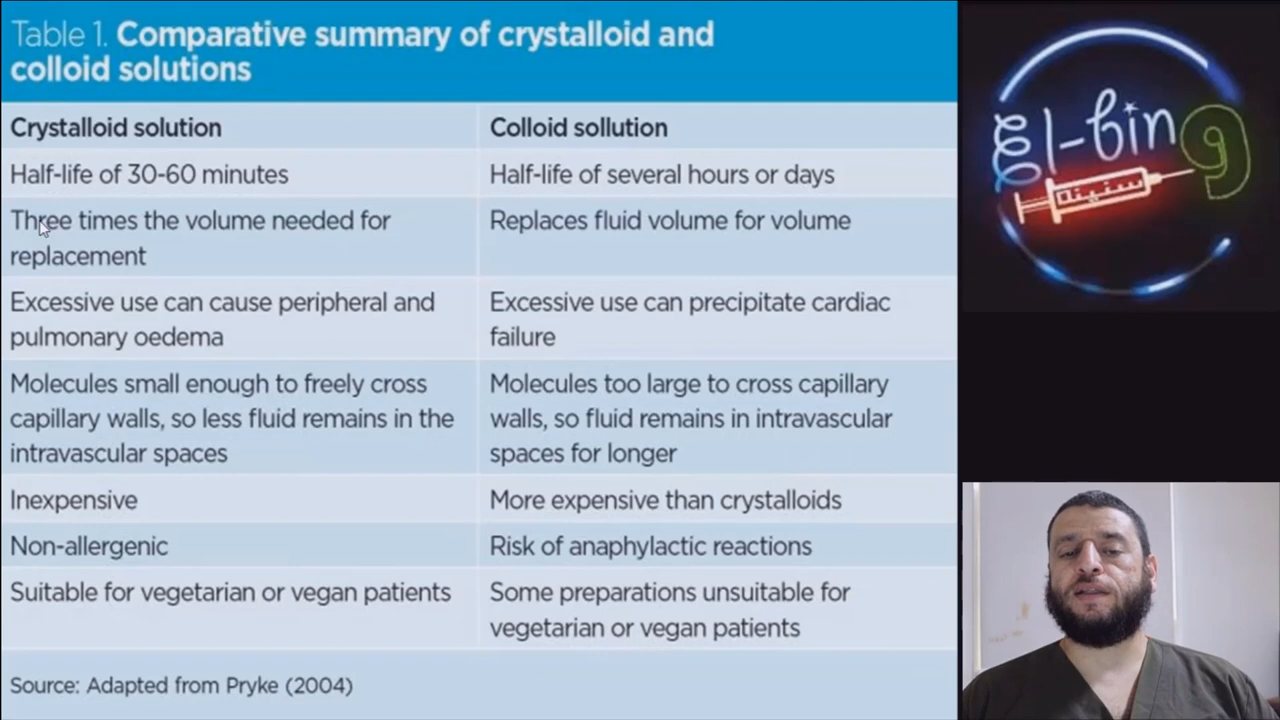 Table 1. Comparative summary of crystalloid and
colloid solutions
Crystalloid solution
Colloid sollution
Half-life of 30-60 minutes
Half-life of several hours or days
Three times the volume needed for
replacement
Replaces fluid volume for volume
Excessive use can cause peripheral and
pulmonary oedema
Excessive use can precipitate cardiac
failure
Molecules small enough to freely cross
capillary walls, so less fluid remains in the
intravascular spaces
Molecules too large to cross capillary
walls, so fluid remains in intravascular
spaces for longer
Inexpensive
More expensive than crystalloids
Non-allergenic
Risk of anaphylactic reactions
Suitable for vegetarian or vegan patients
Some preparations unsuitable for
vegetarian or vegan patients
Source: Adapted from Pryke (2004)
El-bin و
سنينه